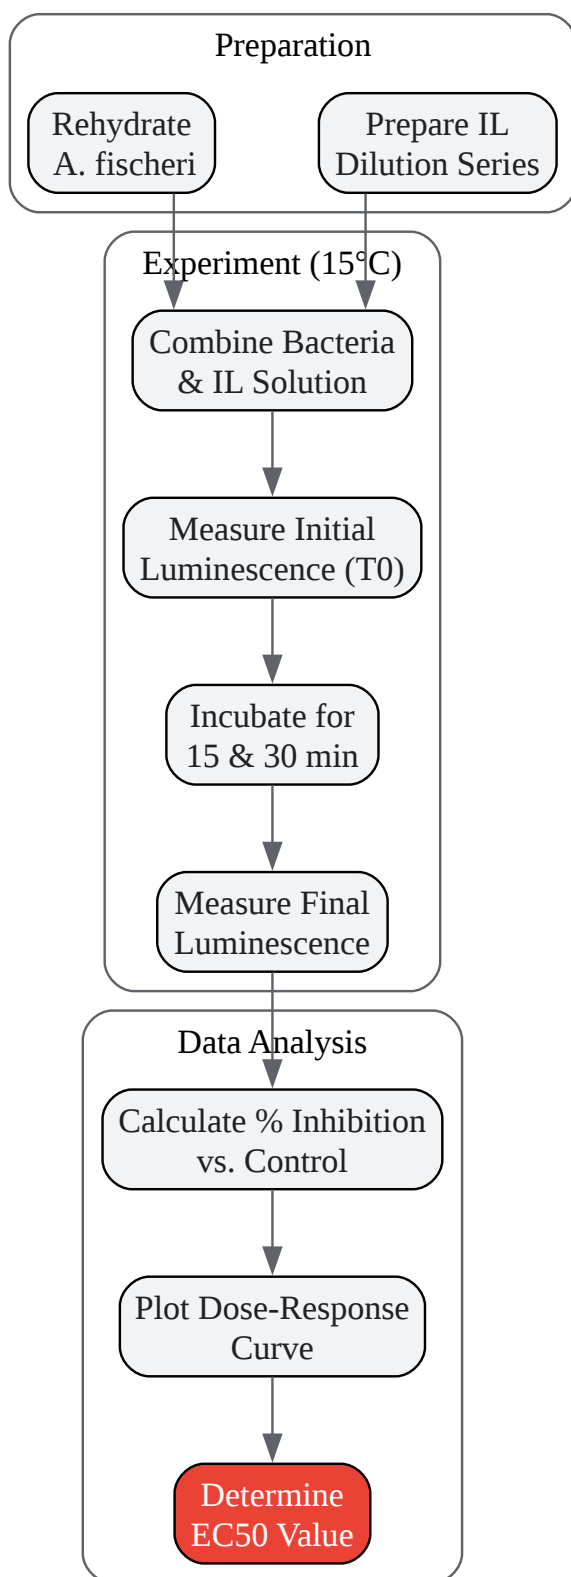 Preparation
Rehydrate
A. fischeri
Prepare IL
Dilution Series
Experiment (15°C)
Combine Bacteria
& IL Solution
Measure Initial
Luminescence (T0)
Incubate for
15 & 30 min
Measure Final
Luminescence
Data Analysis
Calculate % Inhibition
vs. Control
Plot Dose-Response
Curve
Determine
EC50 Value